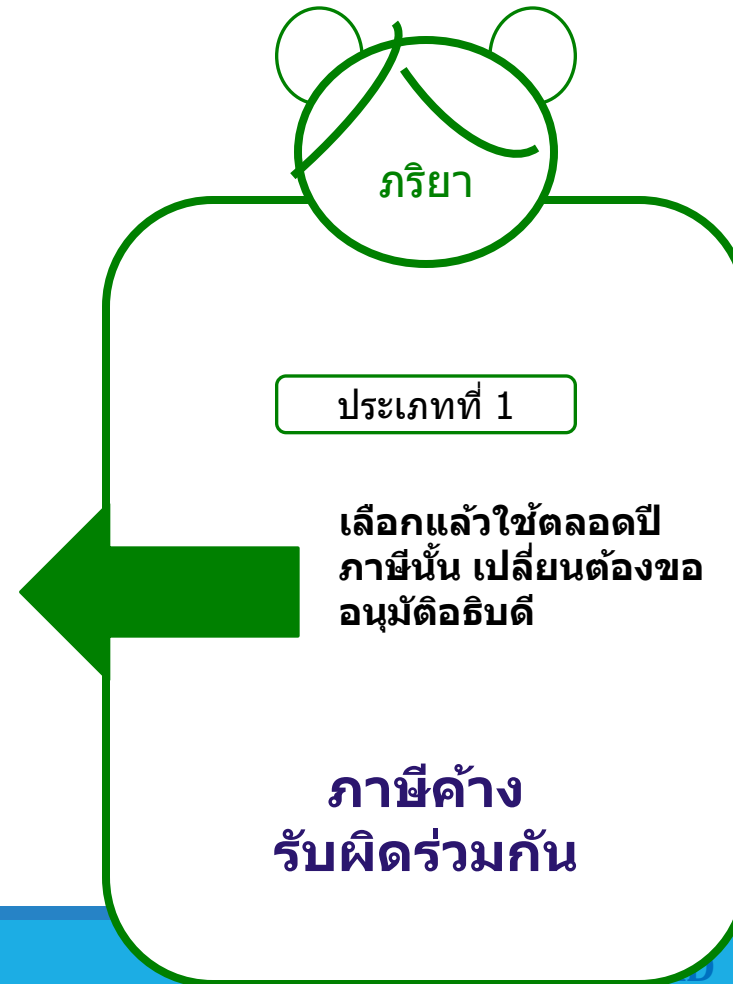 ภริยา
ประเภทที่ 1
เลือกแล้วใช้ตลอดปี
ภาษีนั้น เปลี่ยนต้องขอ
อนุมัติอธิบดี
ภาษีค้าง
รับผิดร่วมกัน